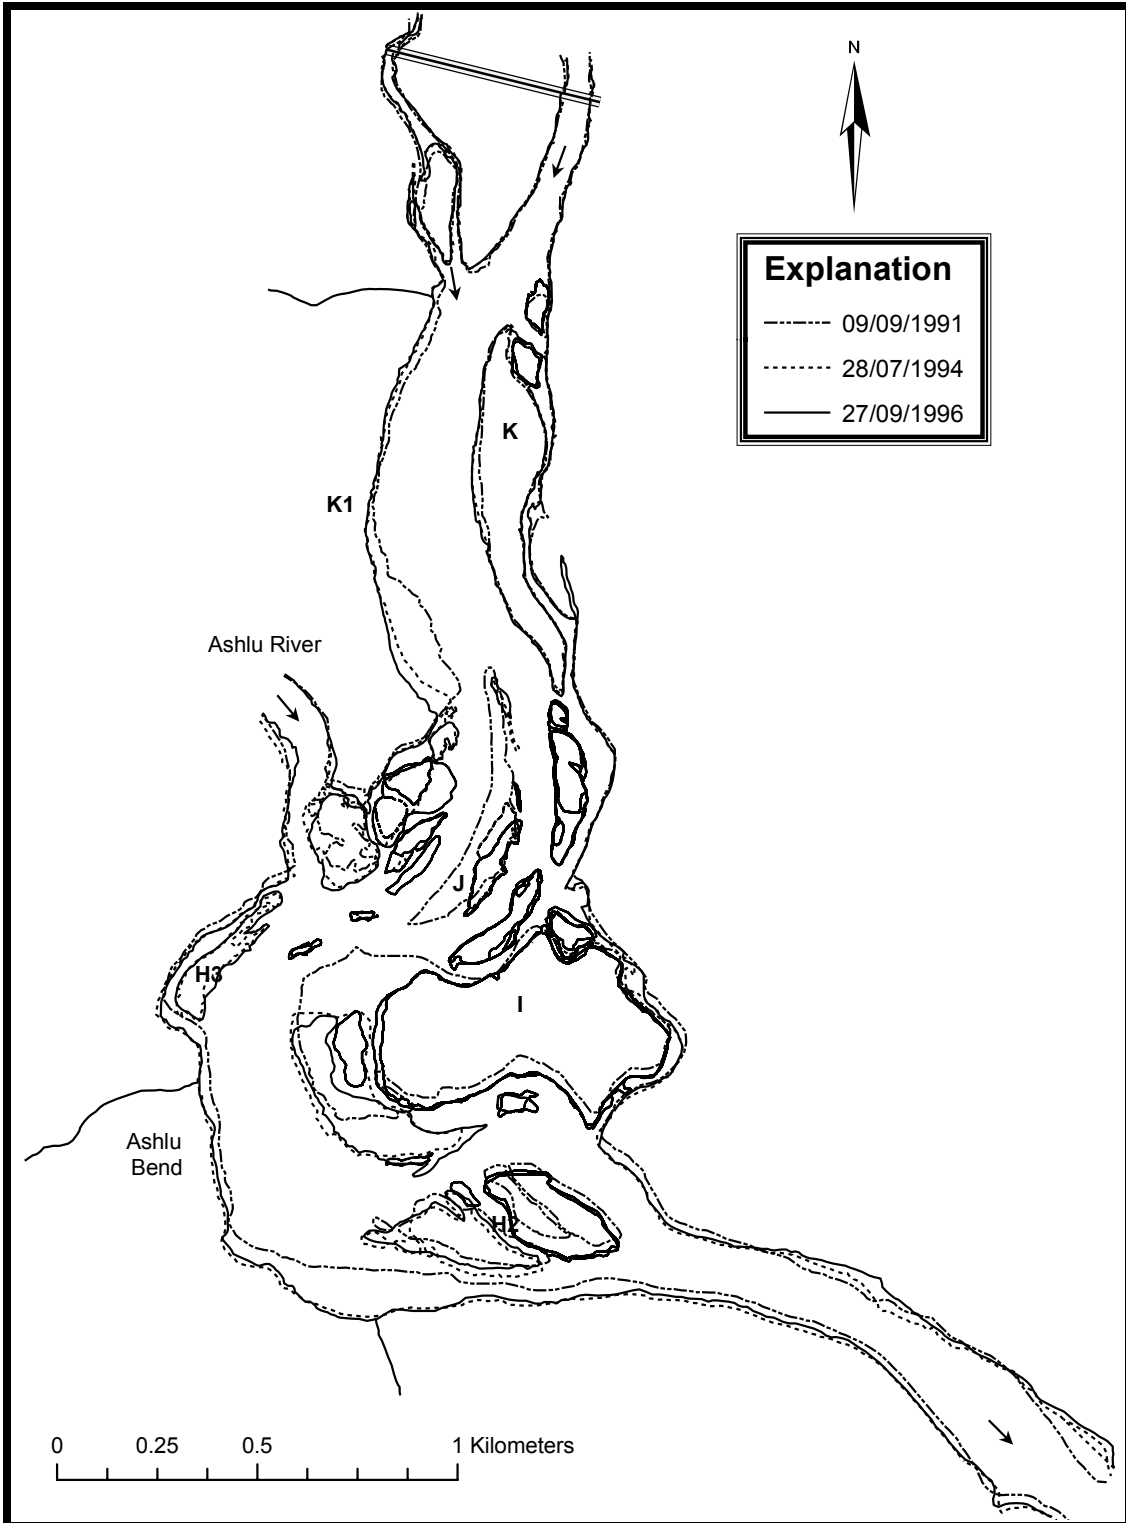 N
Explanation
09/09/1991
28/07/1994
27/09/1996
K
K1
Ashlu River
J
H3
I
Ashlu
Bend
H2
0 0.25 0.5 1 Kilometers